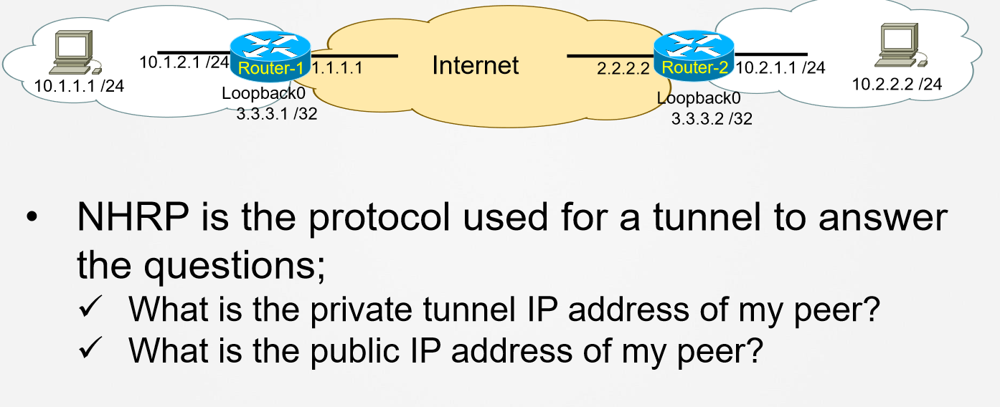 10.1.1.1 /24
10.1.2.1 /24
Router-1
1.1.1.1
Loopback0
3.3.3.1 /32
Internet
2.2.2.2
Router-2
10.2.1.1 /24
Loopback0
3.3.3.2 /32
10.2.2.2 /24
• NHRP is the protocol used for a tunnel to answer
the questions;
✓ What is the private tunnel IP address of my peer?
✓ What is the public IP address of my peer?